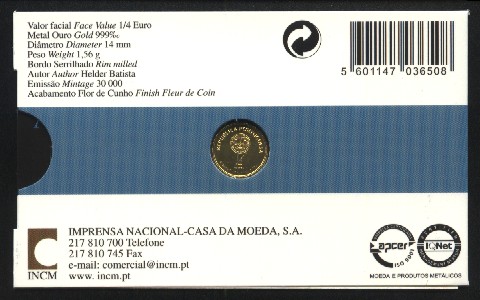 Valor facial Face Value 1/4 Euro
Metal Ouro Gold 999‰
Diâmetro Diameter 14 mm
Peso Weight 1,56 g
Bordo Serrilhado Rim milled
Autor Author Helder Batista
Emissão Mintage 30 000
Acabamento Flor de Cunho Finish Fleur de Coin
5 601147 036508
REPÚBLICA PORTUGUESA
IMPRENSA NACIONAL-CASA DA MOEDA, S.A.
217 810 700 Telefone
217 810 745 Fax
e-mail: comercial@incm.pt
www: incm.pt
INCM
apcer
ISO 9001
IQNet
MOEDA E PRODUTOS METÁLICOS